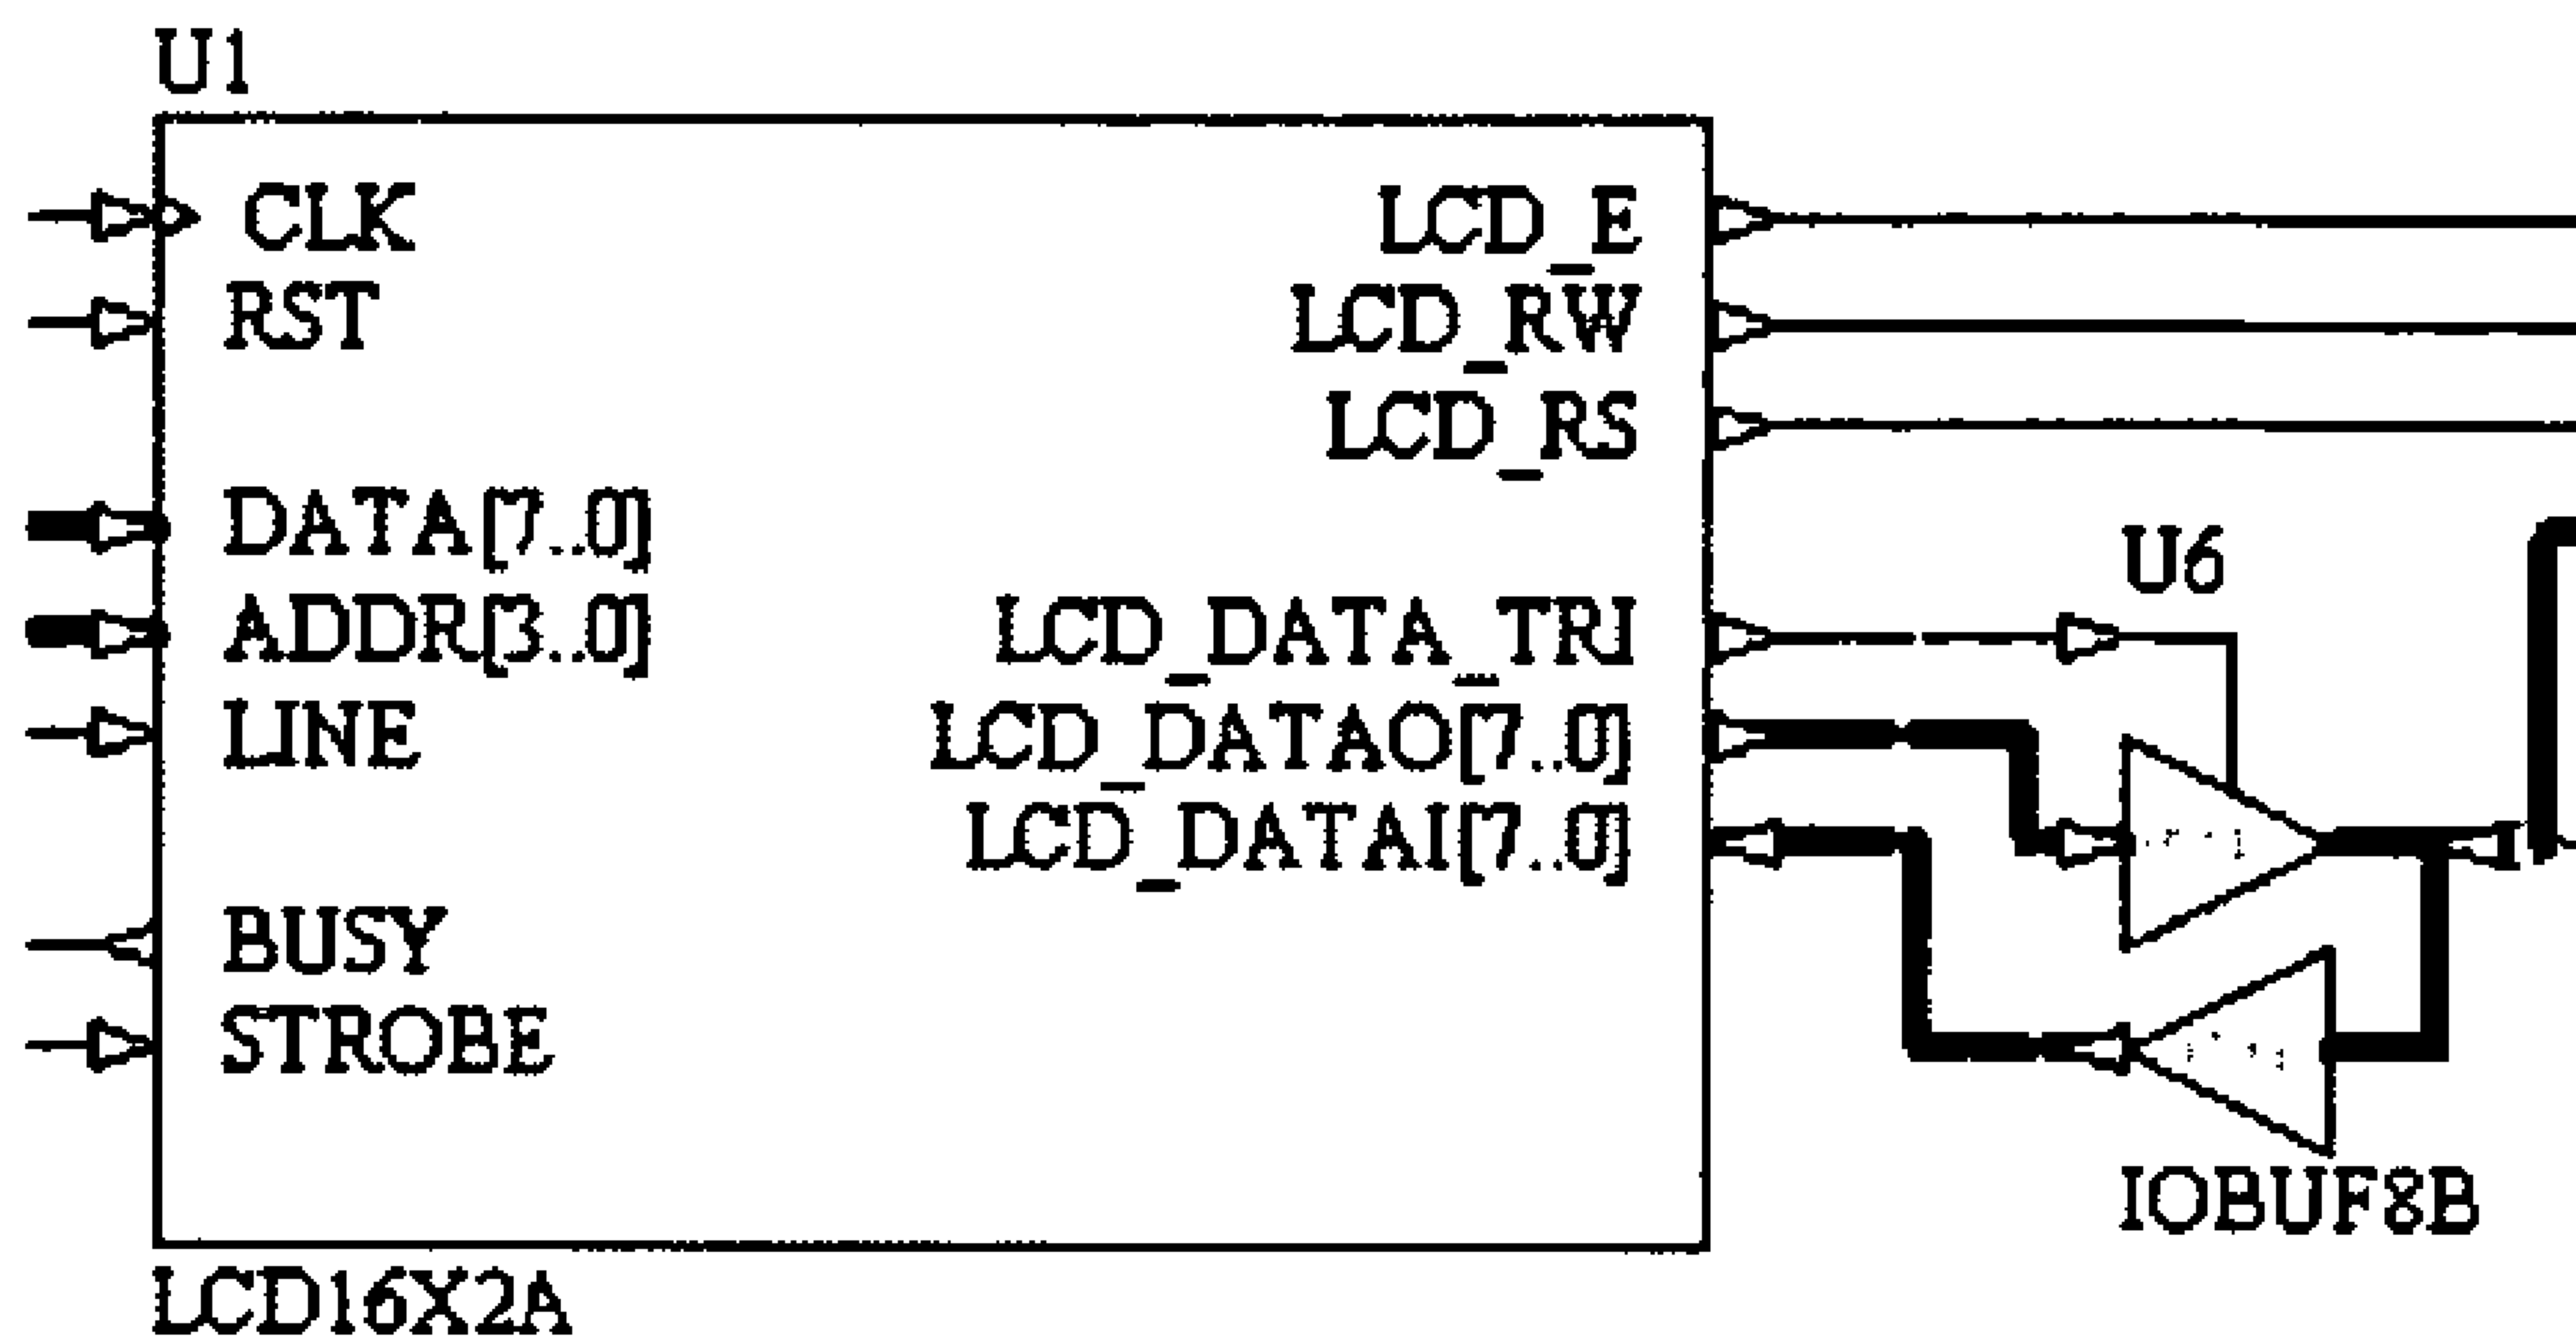 U1
CLK
RST
DATA[7..0]
ADDR[3..0]
LINE
BUSY
STROBE
LCD_E
LCD_RW
LCD_RS
LCD_DATA_TRI
LCD_DATAO[7..0]
LCD_DATAI[7..0]
LCD16X2A
U6
IOBUF8B